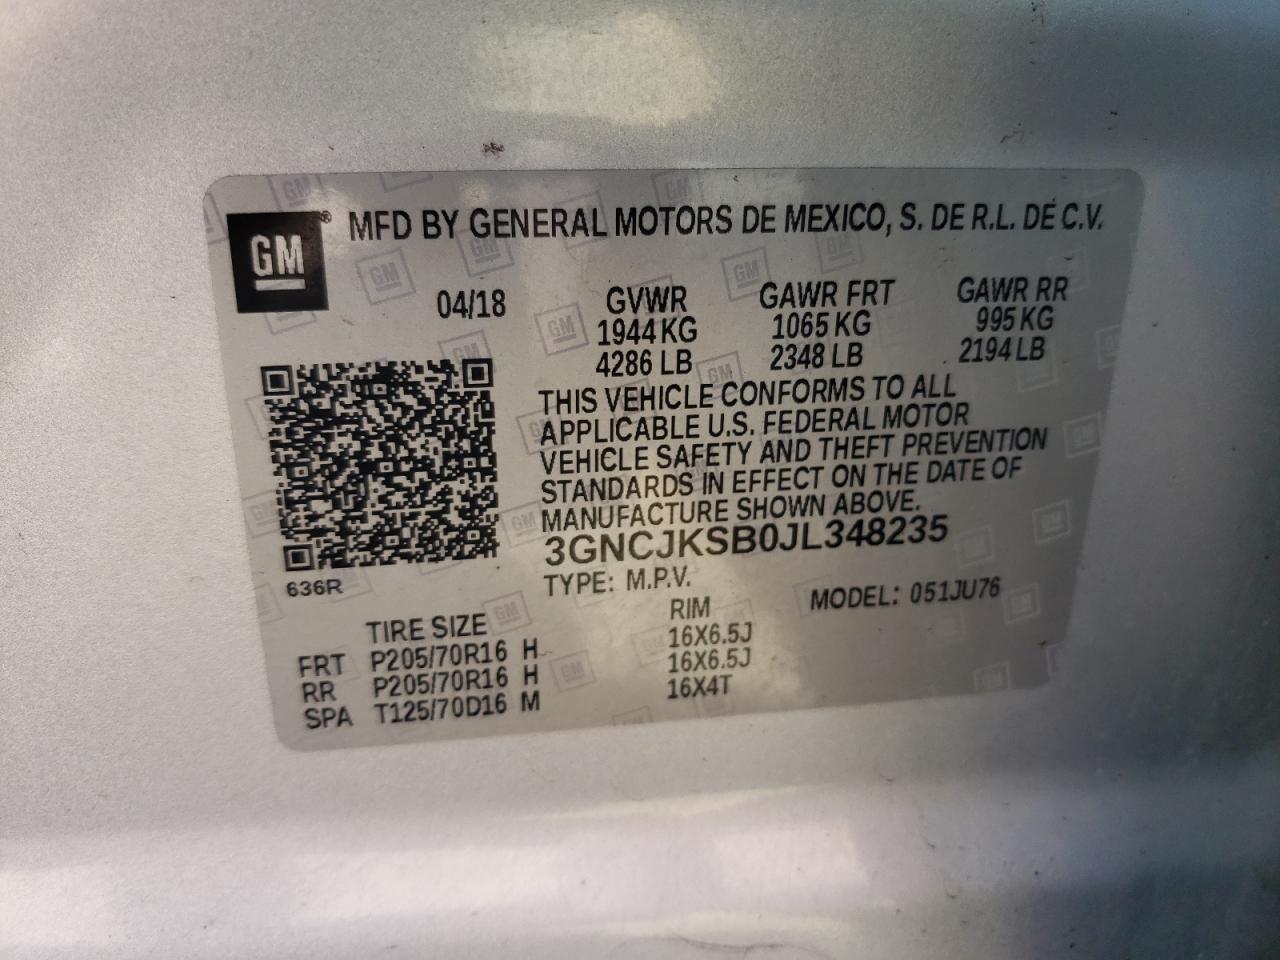 GM® MFD BY GENERAL MOTORS DE MEXICO, S. DE R.L. DE C.V.
04/18 GVWR GAWR FRT GAWR RR
1944 KG 1065 KG 995 KG
4286 LB 2348 LB 2194 LB
THIS VEHICLE CONFORMS TO ALL
APPLICABLE U.S. FEDERAL MOTOR
VEHICLE SAFETY AND THEFT PREVENTION
STANDARDS IN EFFECT ON THE DATE OF
MANUFACTURE SHOWN ABOVE.
3GNCJKSB0JL348235
636R TYPE: M.P.V. MODEL: 051JU76
TIRE SIZE RIM
FRT P205/70R16 H 16X6.5J
RR P205/70R16 H 16X6.5J
SPA T125/70D16 M 16X4T